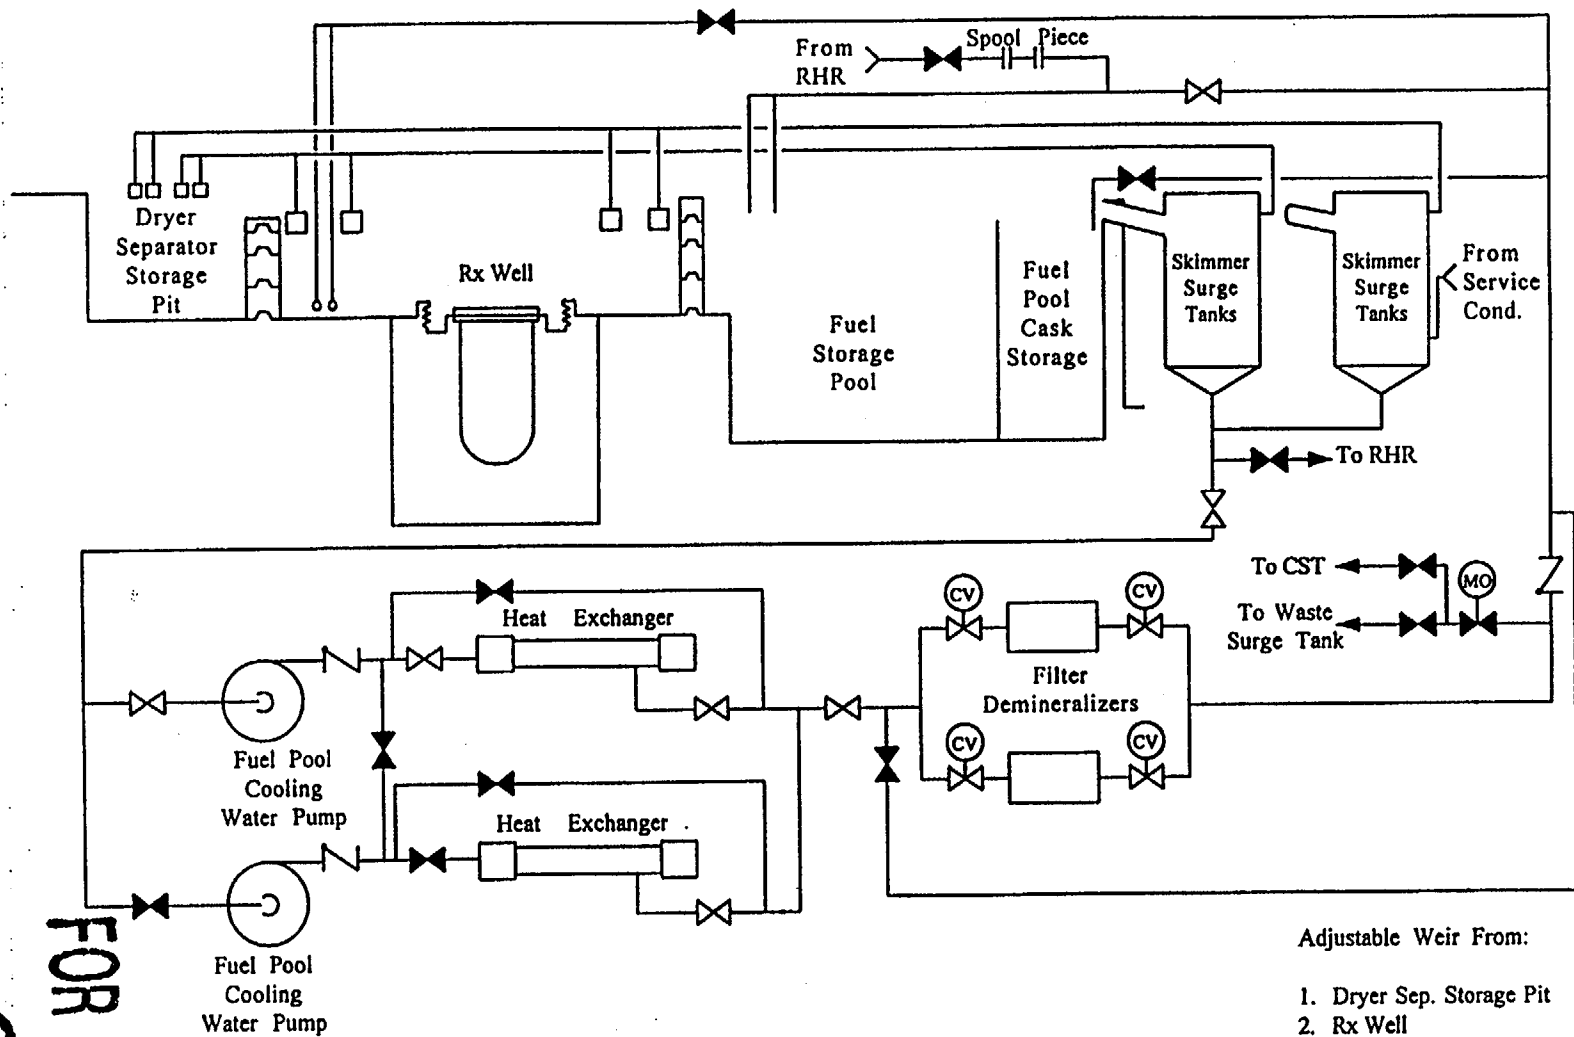 Spool Piece
From
RHR
Dryer
Separator
Storage
Pit
Rx Well
Fuel
Storage
Pool
Fuel
Pool
Cask
Storage
Skimmer
Surge
Tanks
Skimmer
Surge
Tanks
From
Service
Cond.
To RHR
To CST
MO
To Waste
Surge Tank
Heat Exchanger
CV
CV
Filter
Demineralizers
CV
CV
Fuel Pool
Cooling
Water Pump
Heat Exchanger
Fuel Pool
Cooling
Water Pump
FOR
Adjustable Weir From:
1. Dryer Sep. Storage Pit
2. Rx Well